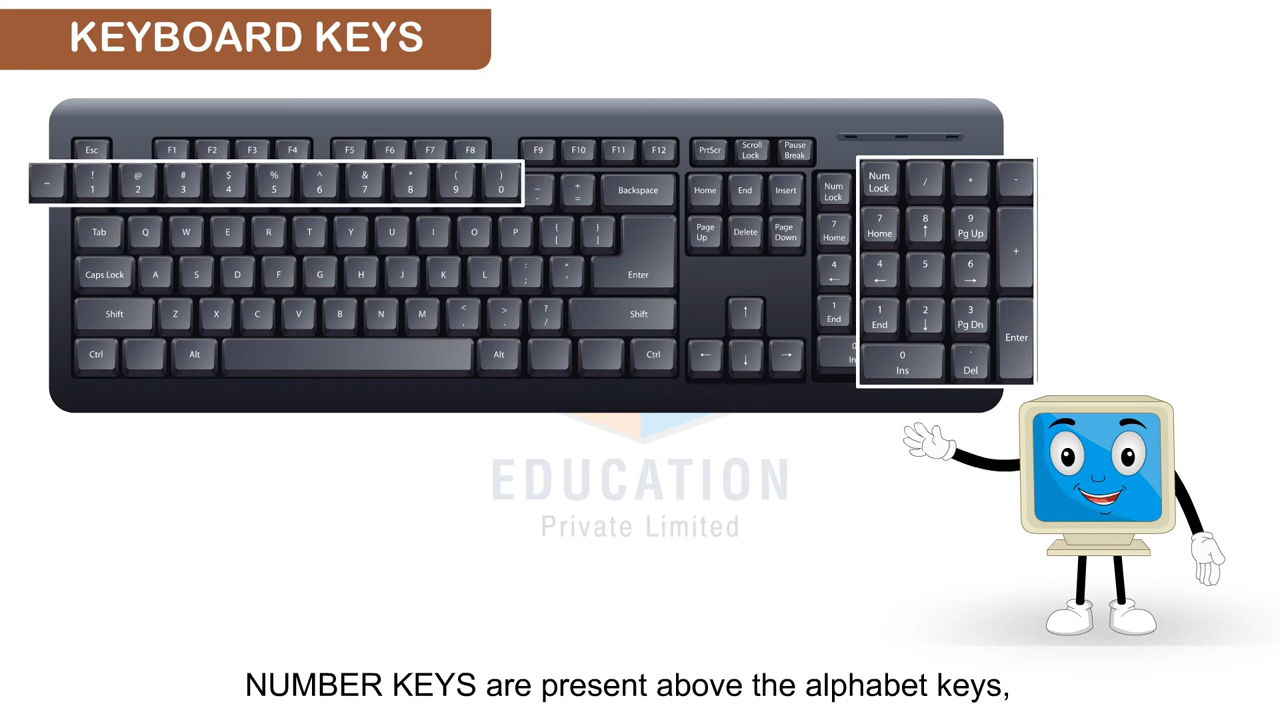 KEYBOARD KEYS
Esc F1 F2 F3 F4 F5 F6 F7 F8 F9 F10 F11 F12 PrtScr Scroll Lock Pause Break
~ ! 1 @ 2 # 3 $ 4 % 5 ^ 6 & 7 * 8 ( 9 ) 0 _ - + = Backspace Home End Insert Num Lock Num Lock / * -
Tab Q W E R T Y U I O P { [ } ] Page Up Delete Page Down 7 Home 7 Home 8 ↑ 9 Pg Up +
Caps Lock A S D F G H J K L : ; " , Enter 4 ← 4 ← 5 6 →
Shift Z X C V B N M < , > . ? / Shift ↑ 1 End 1 End 2 ↓ 3 Pg Dn Enter
Ctrl Alt Alt Ctrl ← ↓ → 0 In 0 Ins . Del
EDUCATION
Private Limited
NUMBER KEYS are present above the alphabet keys,